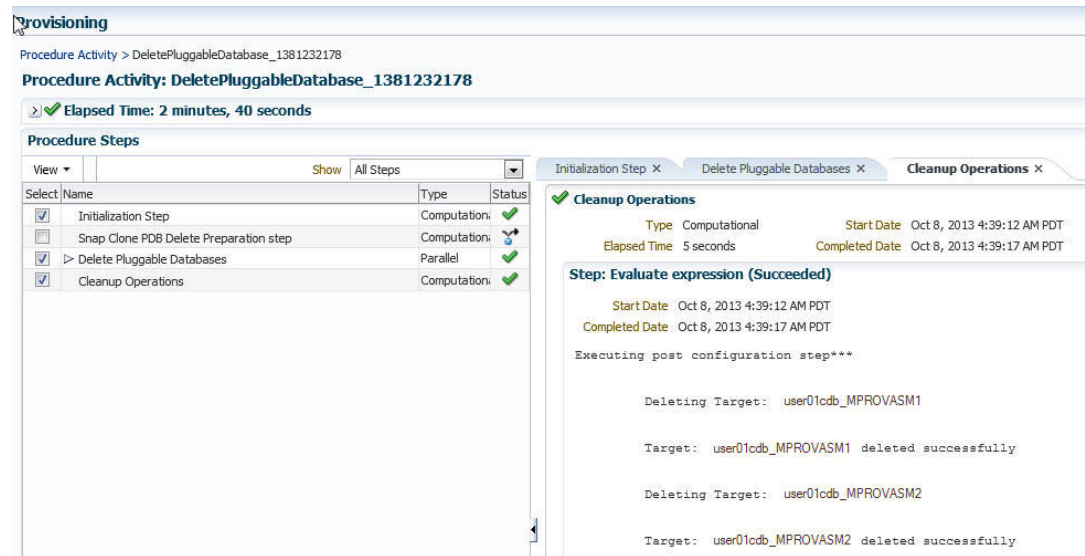 Provisioning
Procedure Activity > DeletePluggableDatabase_1381232178
Procedure Activity: DeletePluggableDatabase_1381232178
Elapsed Time: 2 minutes, 40 seconds
Procedure Steps
View
Show All Steps
Select Name Type Status
Initialization Step Computationa
Snap Clone PDB Delete Preparation step Computationa
Delete Pluggable Databases Parallel
Cleanup Operations Computationa
Initialization Step Delete Pluggable Databases Cleanup Operations
Cleanup Operations
Type Computational Start Date Oct 8, 2013 4:39:12 AM PDT
Elapsed Time 5 seconds Completed Date Oct 8, 2013 4:39:17 AM PDT
Step: Evaluate expression (Succeeded)
Start Date Oct 8, 2013 4:39:12 AM PDT
Completed Date Oct 8, 2013 4:39:17 AM PDT
Executing post configuration step***
Deleting Target: user01cdb_MPROVASM1
Target: user01cdb_MPROVASM1 deleted successfully
Deleting Target: user01cdb_MPROVASM2
Target: user01cdb_MPROVASM2 deleted successfully